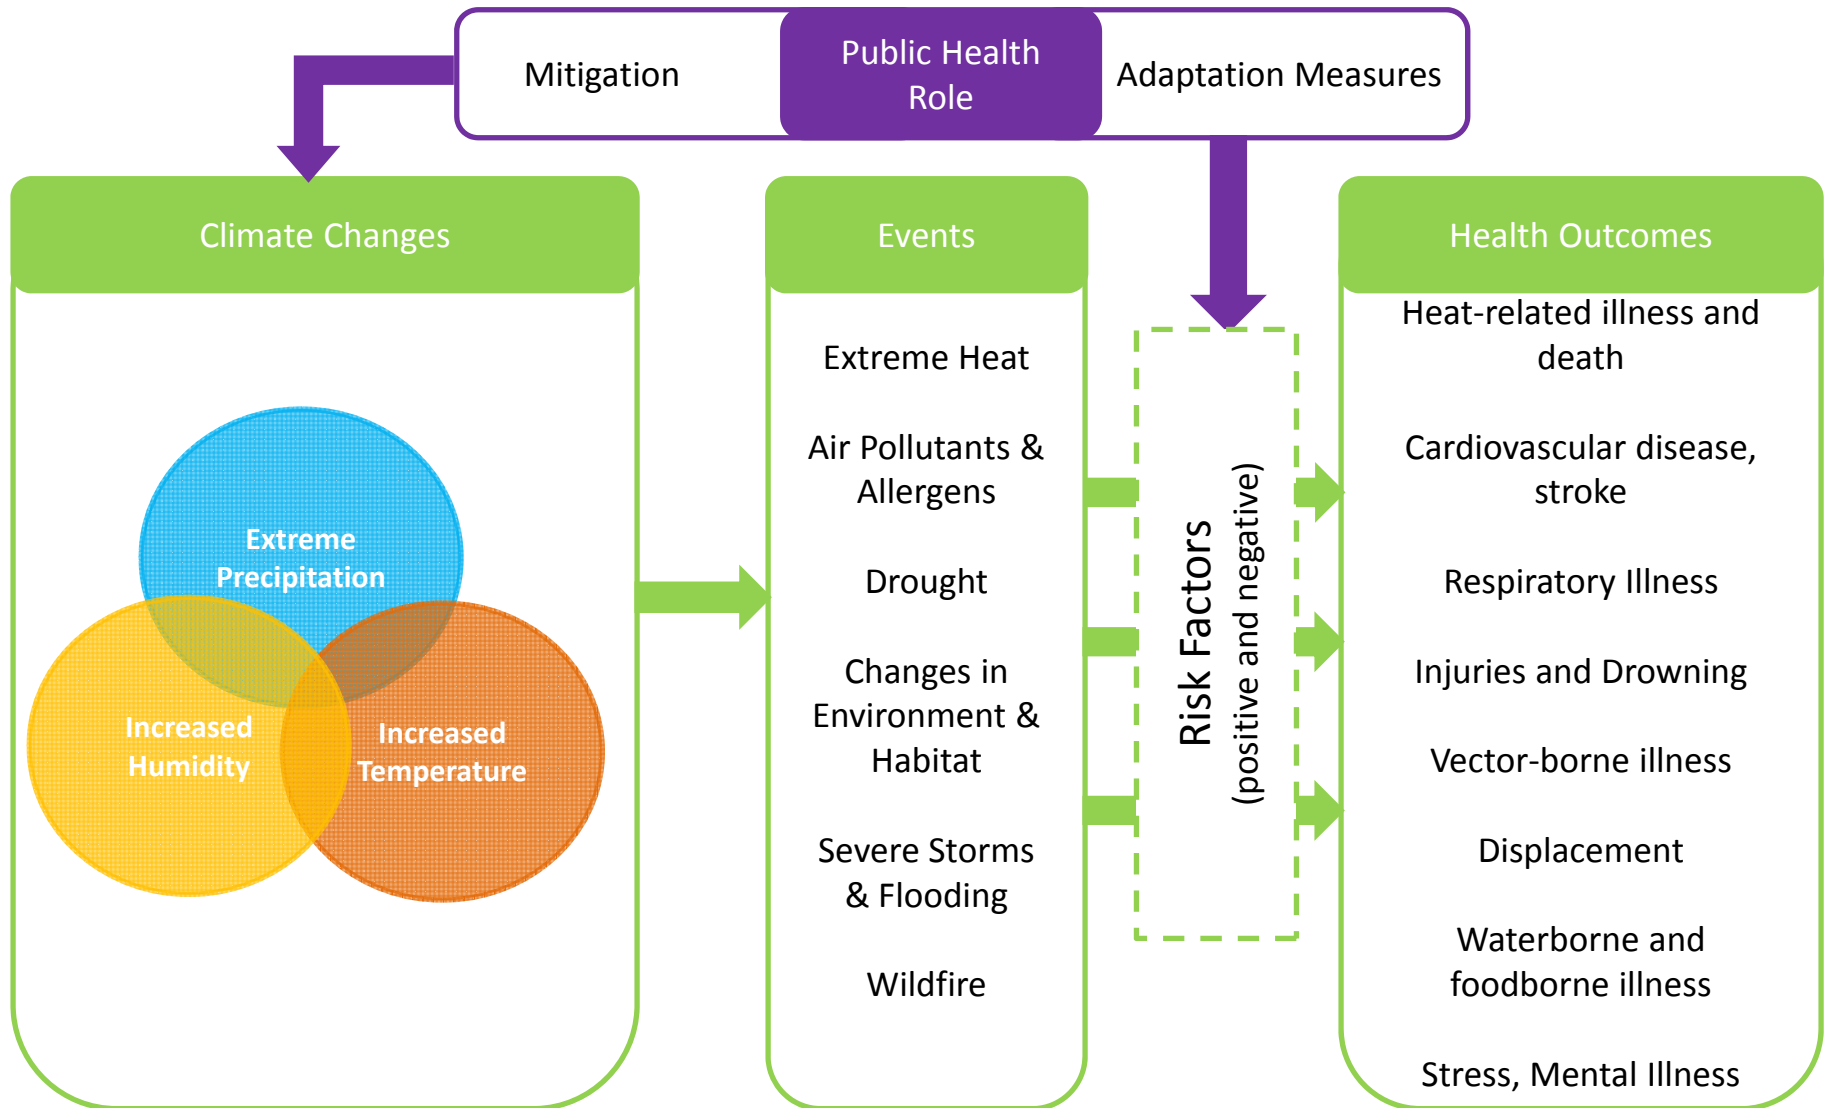 Mitigation
Public Health
Role
Adaptation Measures
Climate Changes
Extreme
Precipitation
Increased
Humidity
Increased
Temperature
Events
Extreme Heat
Air Pollutants &
Allergens
Drought
Changes in
Environment &
Habitat
Severe Storms
& Flooding
Wildfire
Risk Factors
(positive and negative)
Health Outcomes
Heat-related illness and
death
Cardiovascular disease,
stroke
Respiratory Illness
Injuries and Drowning
Vector-borne illness
Displacement
Waterborne and
foodborne illness
Stress, Mental Illness